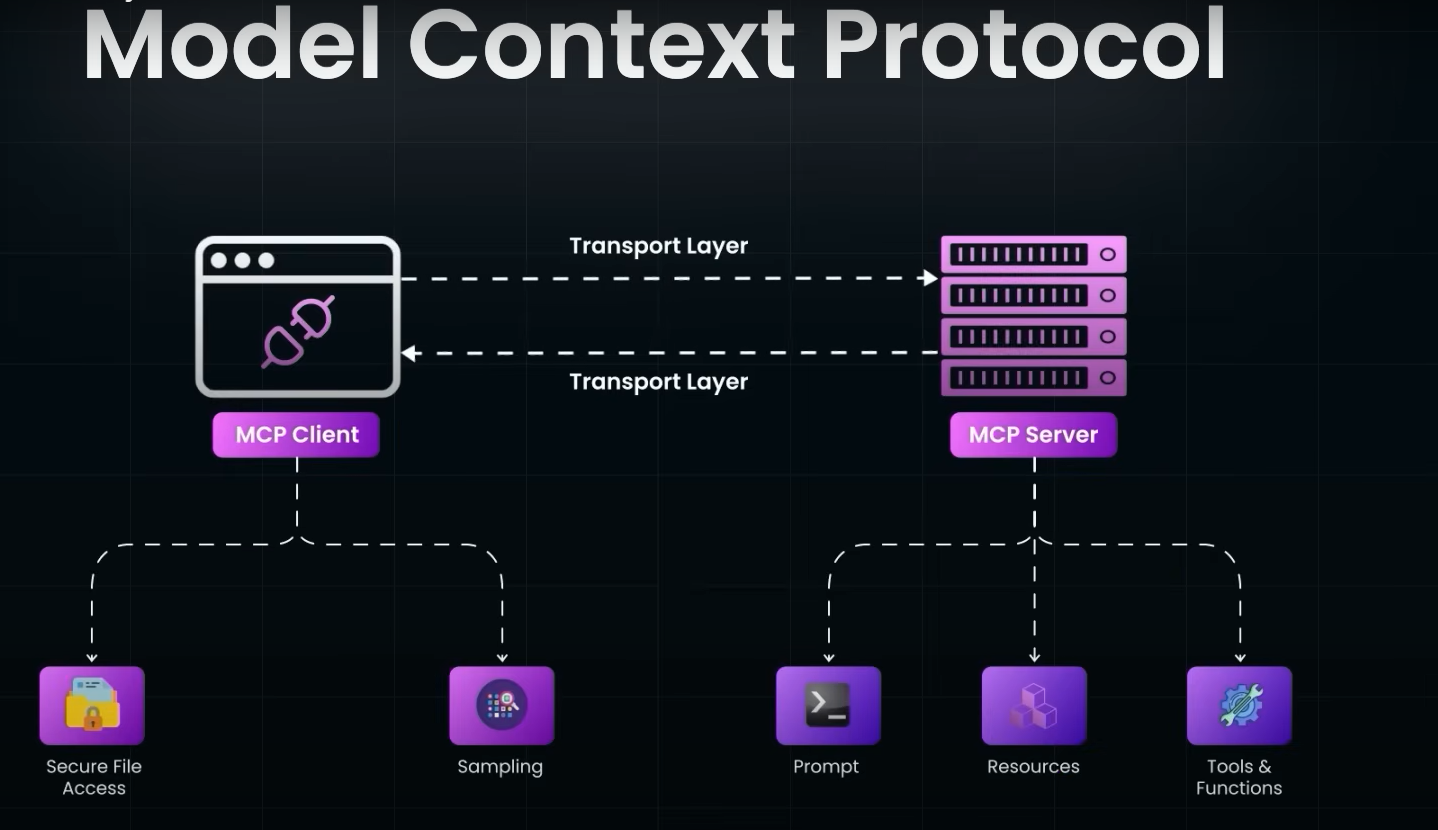 Model Context Protocol
Transport Layer
Transport Layer
MCP Client
MCP Server
Secure File
Access
Sampling
Prompt
Resources
Tools &
Functions